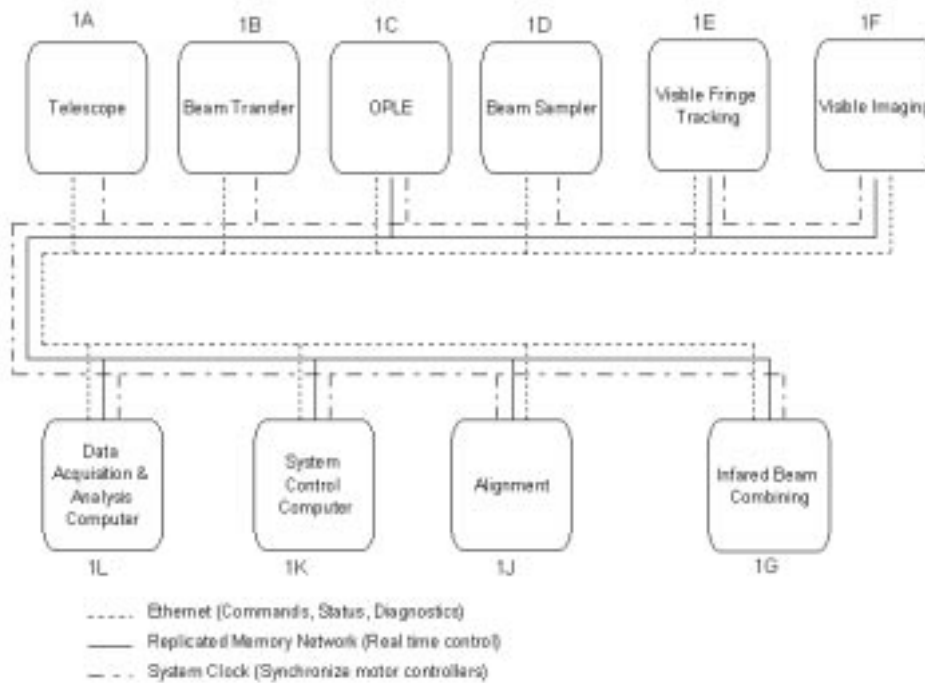 1A
1B
1C
1D
1E
1F
Telescope
Beam Transfer
OPLE
Beam Sampler
Visible Fringe
Tracking
Visible Imaging
Data
Acquistion &
Analysis
Computer
System
Control
Computer
Alignment
Infared Beam
Combining
1L
1K
1J
1G
Ethernet (Commands, Status, Diagnostics)
Replicated Memory Network (Real time control)
System Clock (Synchronize motor controllers)